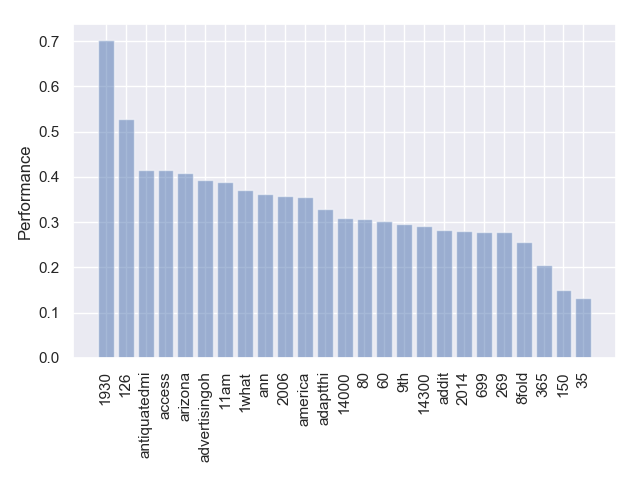 0.7
0.6
0.5
0.4
0.3
0.2
0.1
0.0
Performance
1930
126
antiquatedmi
access
arizona
advertisingoh
11am
1what
ann
2006
america
adaptthi
14000
80
60
9th
14300
addit
2014
699
269
8fold
365
150
35